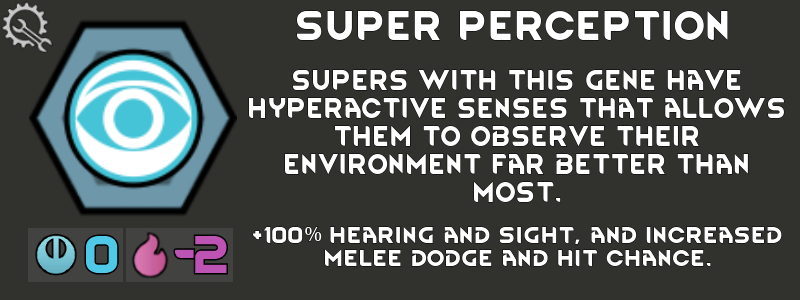 SUPER PERCEPTION
SUPERS WITH THIS GENE HAVE
HYPERACTIVE SENSES THAT ALLOWS
THEM TO OBSERVE THEIR
ENVIRONMENT FAR BETTER THAN
MOST.
+100% HEARING AND SIGHT, AND INCREASED
MELEE DODGE AND HIT CHANCE.
0 -2